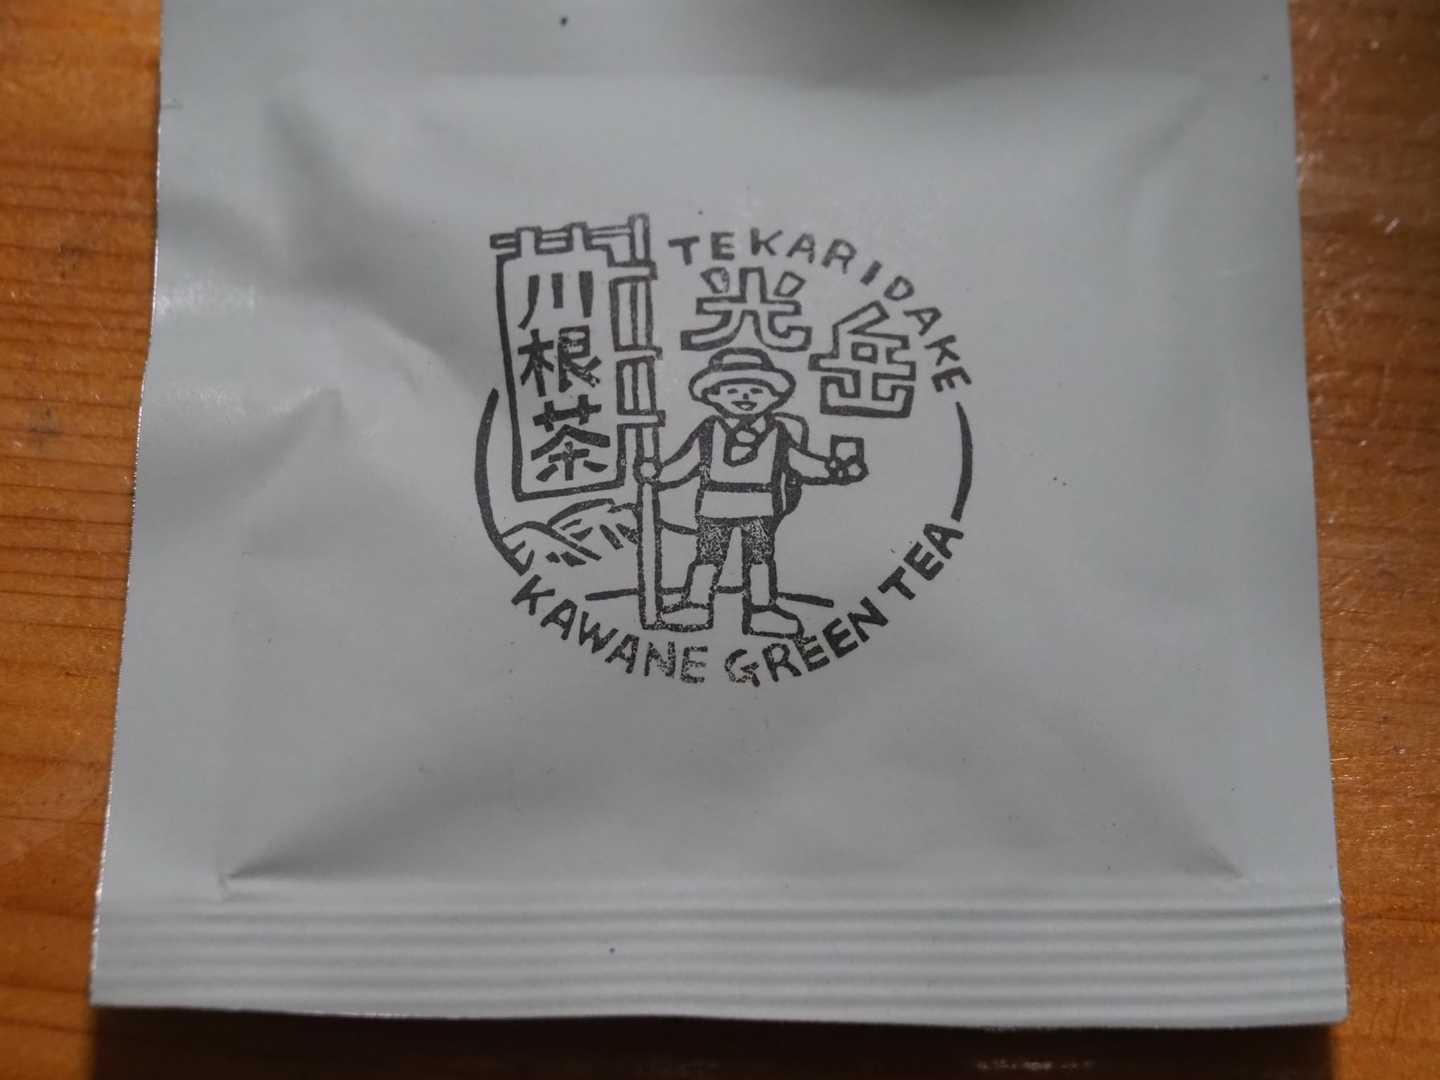 川根茶
TEKARIDAKE
光岳
KAWANE GREEN TEA